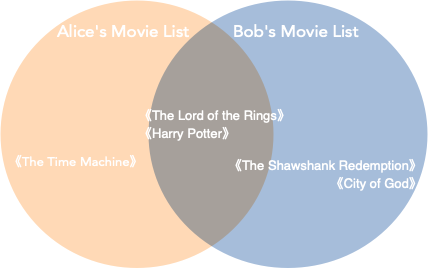 Alice's Movie List
Bob's Movie List
《The Lord of the Rings》
《Harry Potter》
《The Time Machine》
《The Shawshank Redemption》
《City of God》